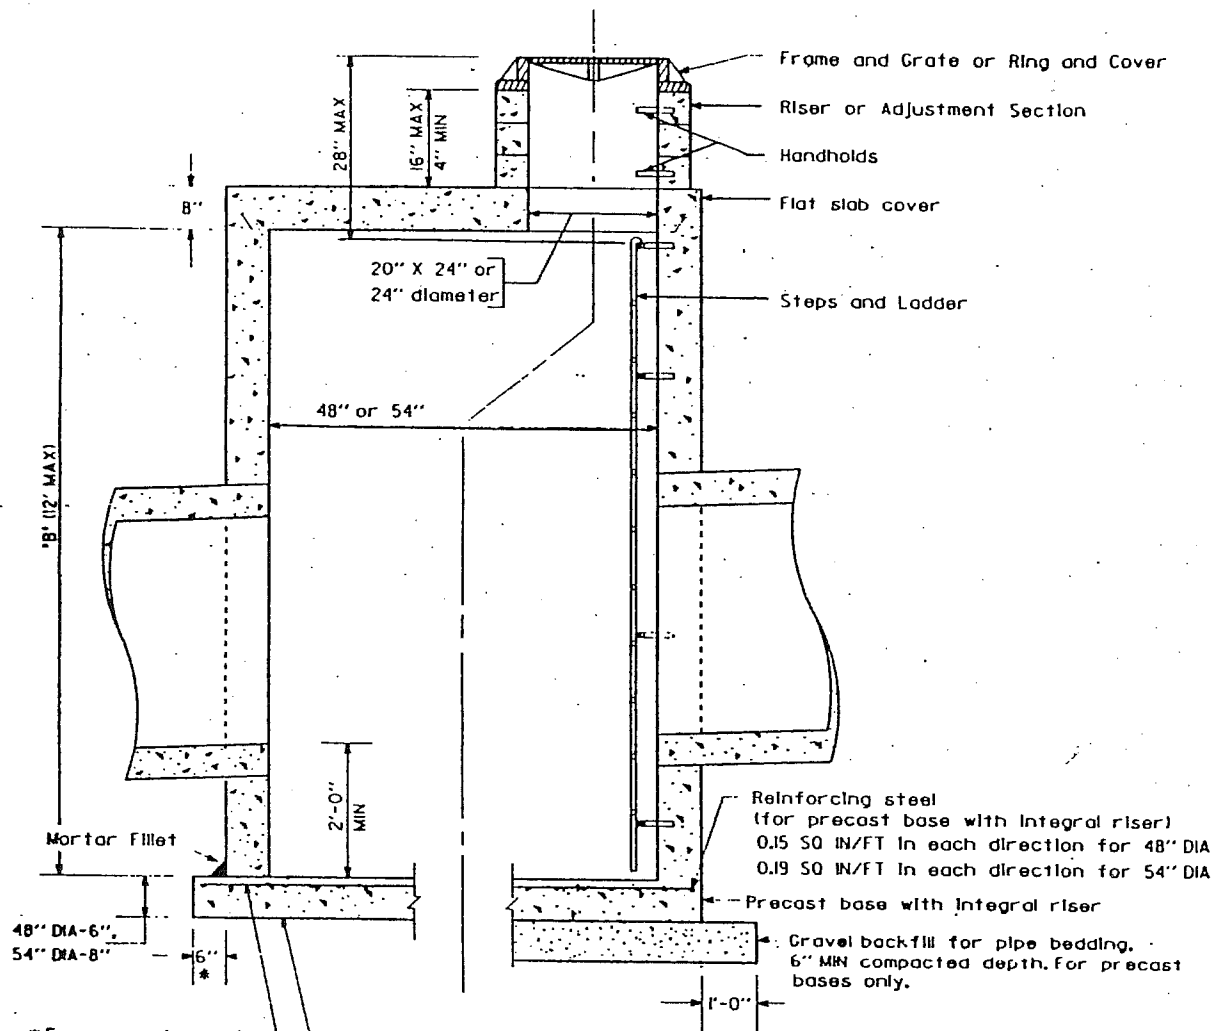 Frame and Grate or Ring and Cover
Riser or Adjustment Section
Handholds
Flat slab cover
28" MAX
16" MAX
4" MIN
8"
20" X 24" or
24" diameter
Steps and Ladder
48" or 54"
"B" (12' MAX)
2'-0"
MIN
Mortar Fillet
Reinforcing steel
(for precast base with integral riser)
0.15 SQ IN/FT in each direction for 48" DIA
0.19 SQ IN/FT in each direction for 54" DIA
Precast base with integral riser
48" DIA-6",
54" DIA-8"
6"
*
Gravel backfill for pipe bedding.
6" MIN compacted depth. For precast
bases only.
1'-0"